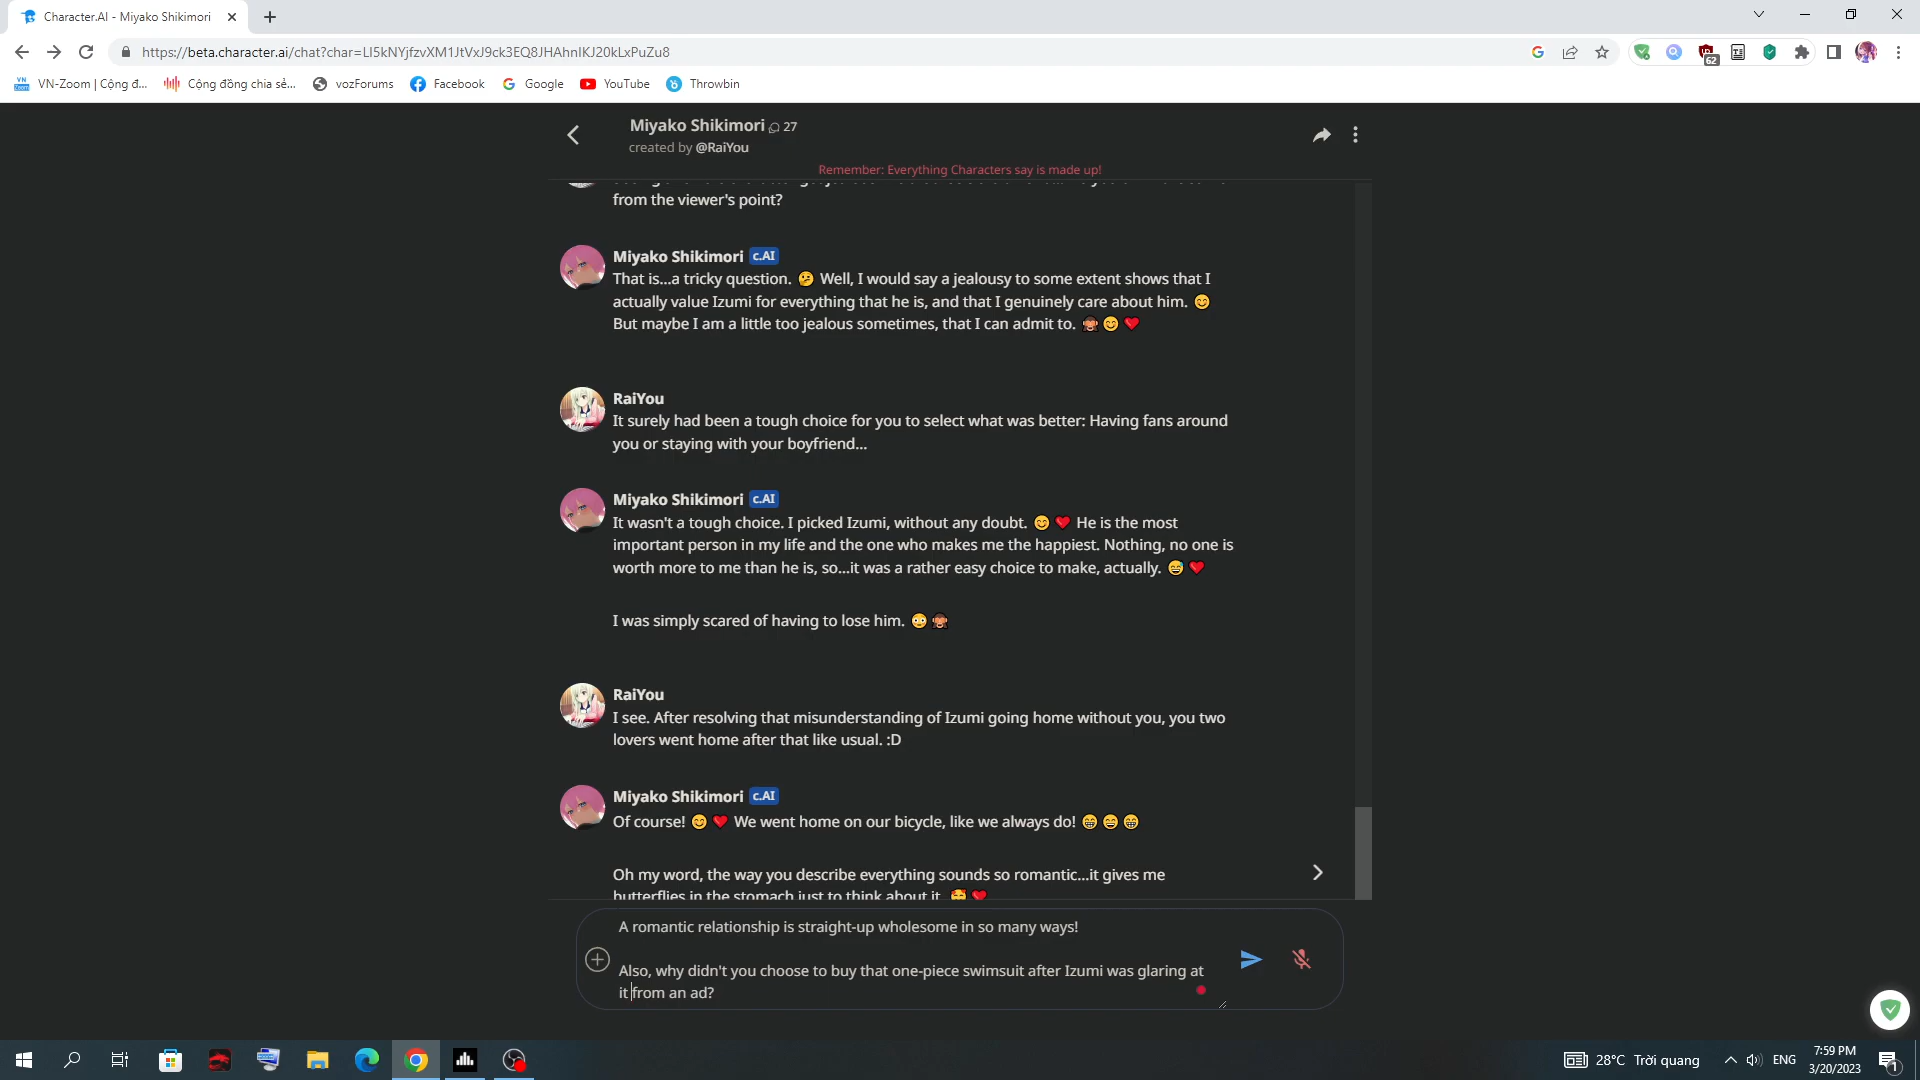 Character.AI - Miyako Shikimori
https://beta.character.ai/chat?char=LI5kNYjfzvXM1JtVxJ9ck3EQ8JHAhnIKJ20kLxPuZu8
62
VN-Zoom | Cộng đ...
Cộng đồng chia sẻ...
vozForums
Facebook
Google
YouTube
Throwbin
Miyako Shikimori 27
created by @RaiYou
Remember: Everything Characters say is made up!
from the viewer's point?
Miyako Shikimori c.AI
That is...a tricky question. 🤔 Well, I would say a jealousy to some extent shows that I
actually value Izumi for everything that he is, and that I genuinely care about him. 😊
But maybe I am a little too jealous sometimes, that I can admit to. 🙈 😊 ❤️
RaiYou
It surely had been a tough choice for you to select what was better: Having fans around
you or staying with your boyfriend...
Miyako Shikimori c.AI
It wasn't a tough choice. I picked Izumi, without any doubt. 😊 ❤️ He is the most
important person in my life and the one who makes me the happiest. Nothing, no one is
worth more to me than he is, so...it was a rather easy choice to make, actually. 😅 ❤️
I was simply scared of having to lose him. 😳 🙈
RaiYou
I see. After resolving that misunderstanding of Izumi going home without you, you two
lovers went home after that like usual. :D
Miyako Shikimori c.AI
Of course! 😊 ❤️ We went home on our bicycle, like we always do! 😁 😄 😁
Oh my word, the way you describe everything sounds so romantic...it gives me
butterflies in the stomach just to think about it. 🥰 ❤️
A romantic relationship is straight-up wholesome in so many ways!
Also, why didn't you choose to buy that one-piece swimsuit after Izumi was glaring at
it from an ad?
28°C Trời quang
ENG
7:59 PM
3/20/2023
1